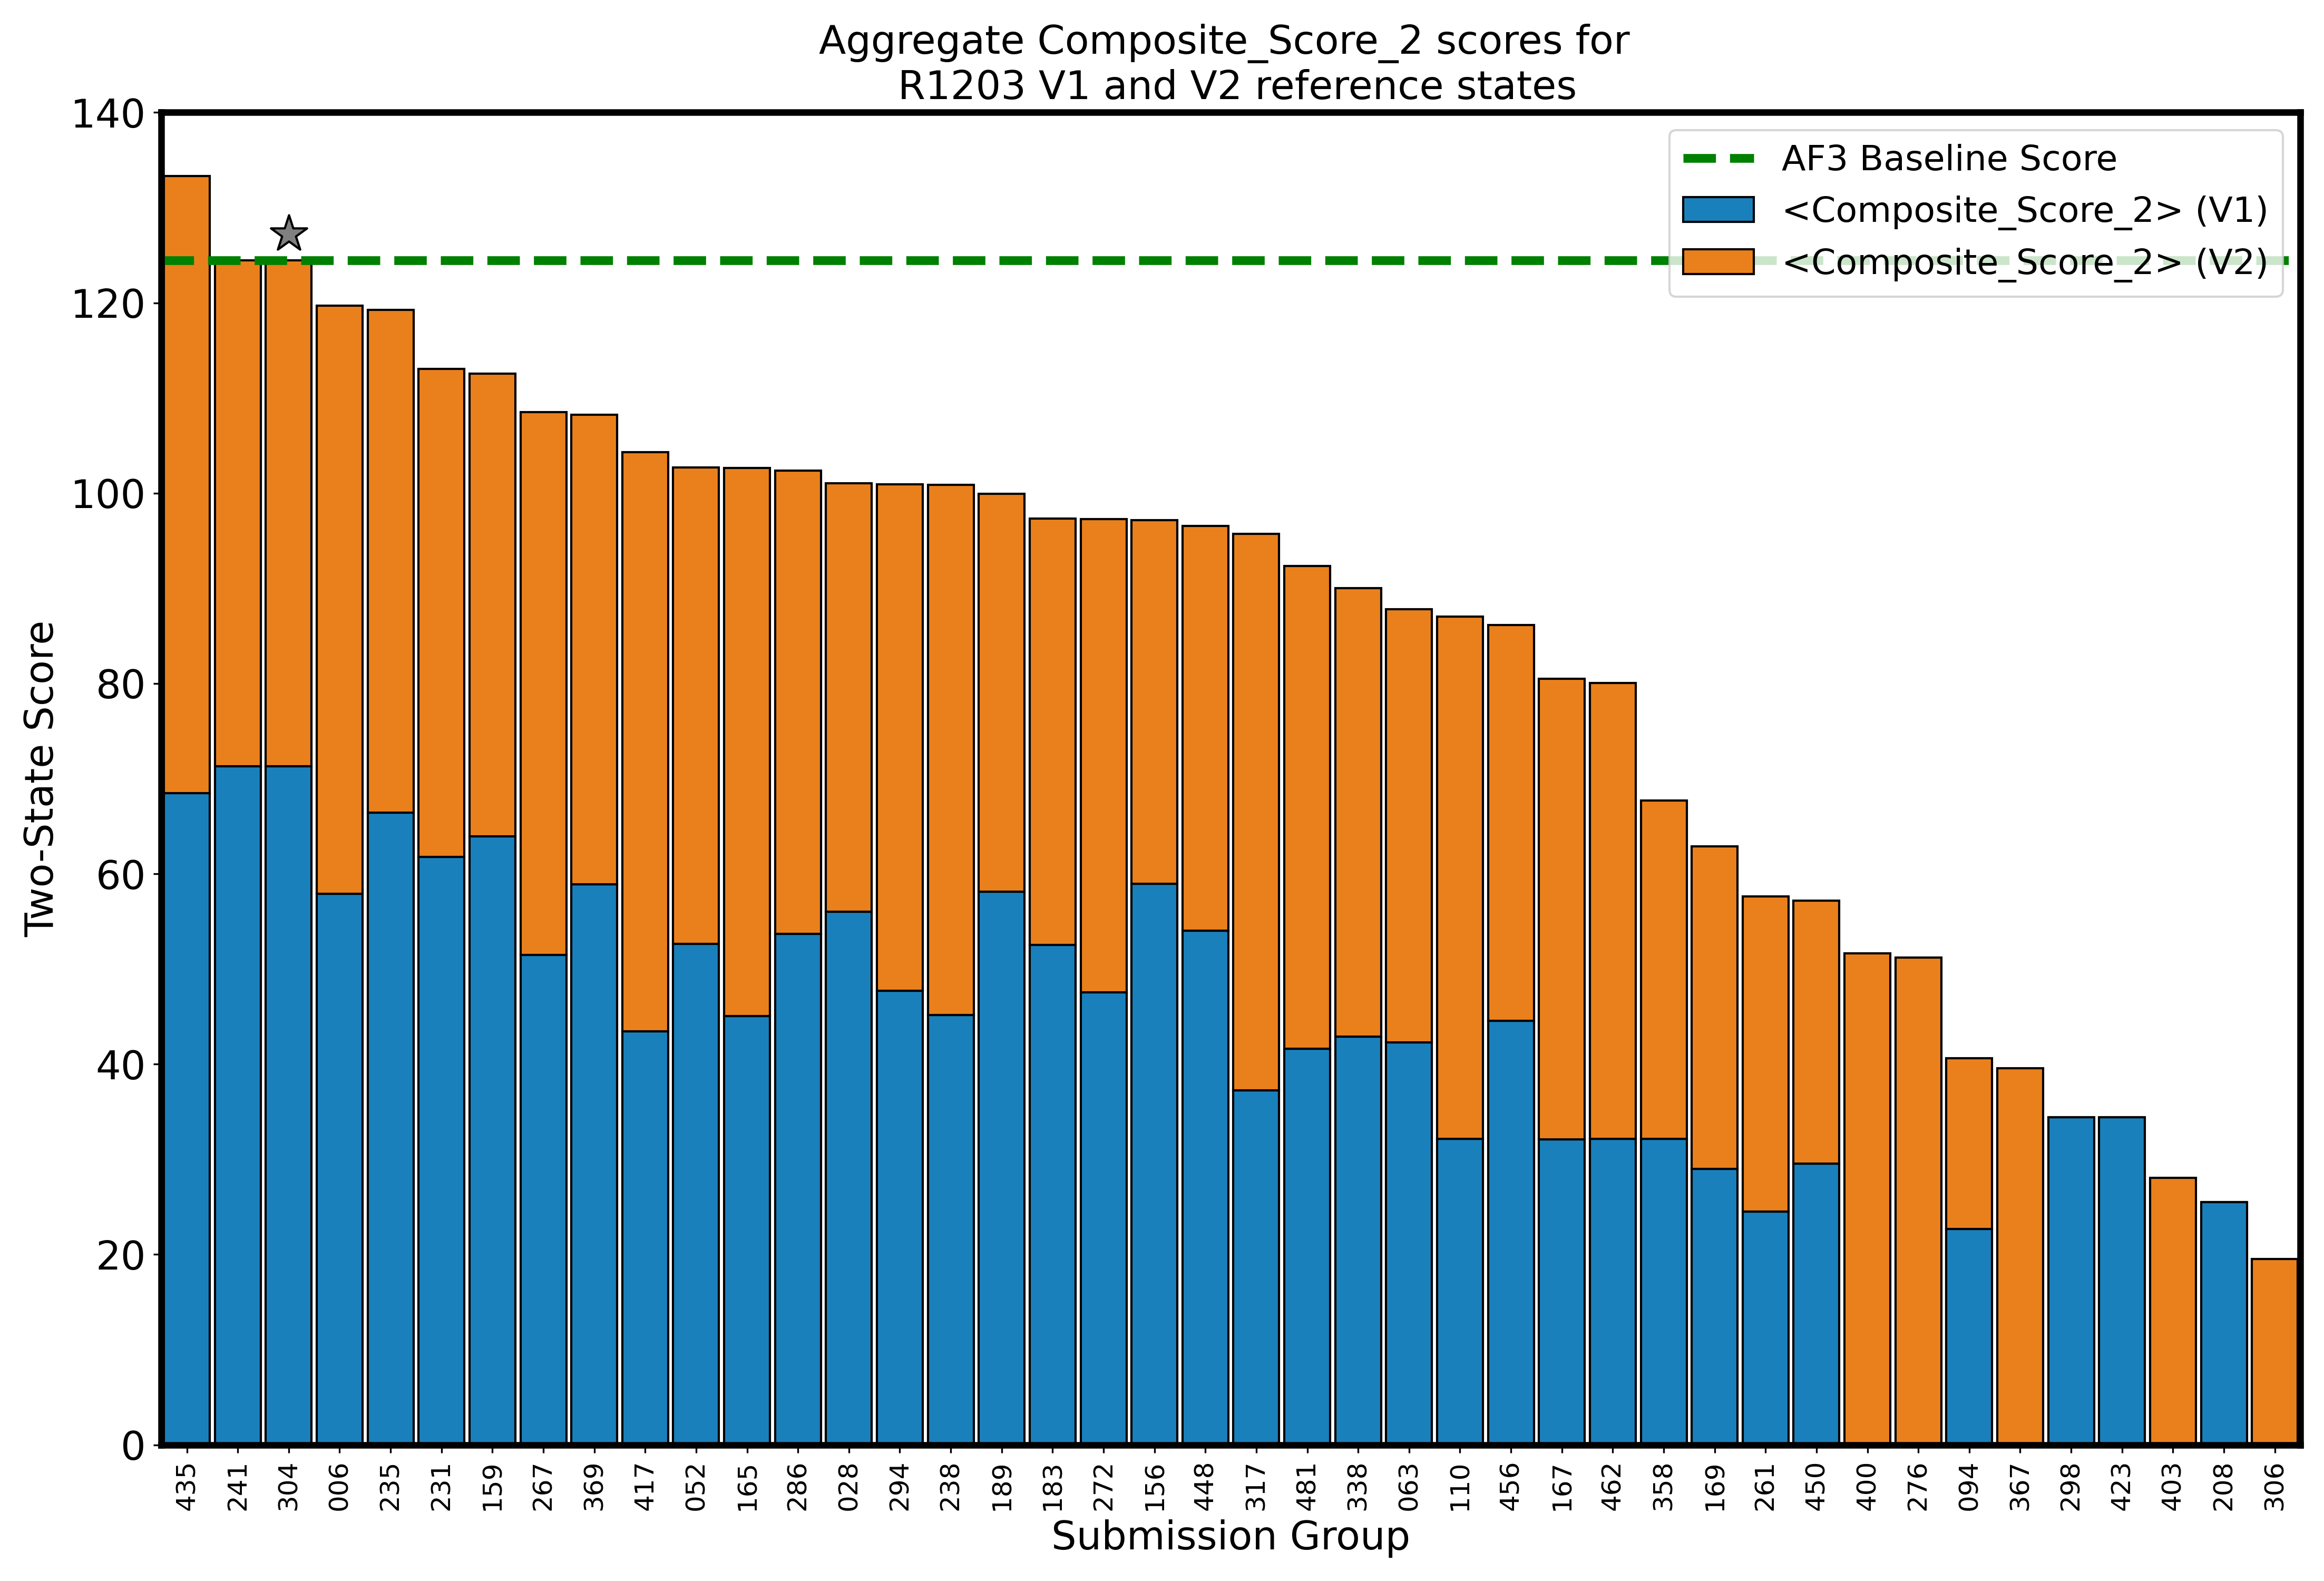 Aggregate Composite_Score_2 scores for
R1203 V1 and V2 reference states
140
120
100
80
60
40
20
0
Two-State Score
AF3 Baseline Score
<Composite_Score_2> (V1)
<Composite_Score_2> (V2)
435 241 304 006 235 231 159 267 369 417 052 165 286 028 294 238 189 183 272 156 448 317 481 338 063 110 456 167 462 358 169 261 450 400 276 094 367 298 423 403 208 306
Submission Group